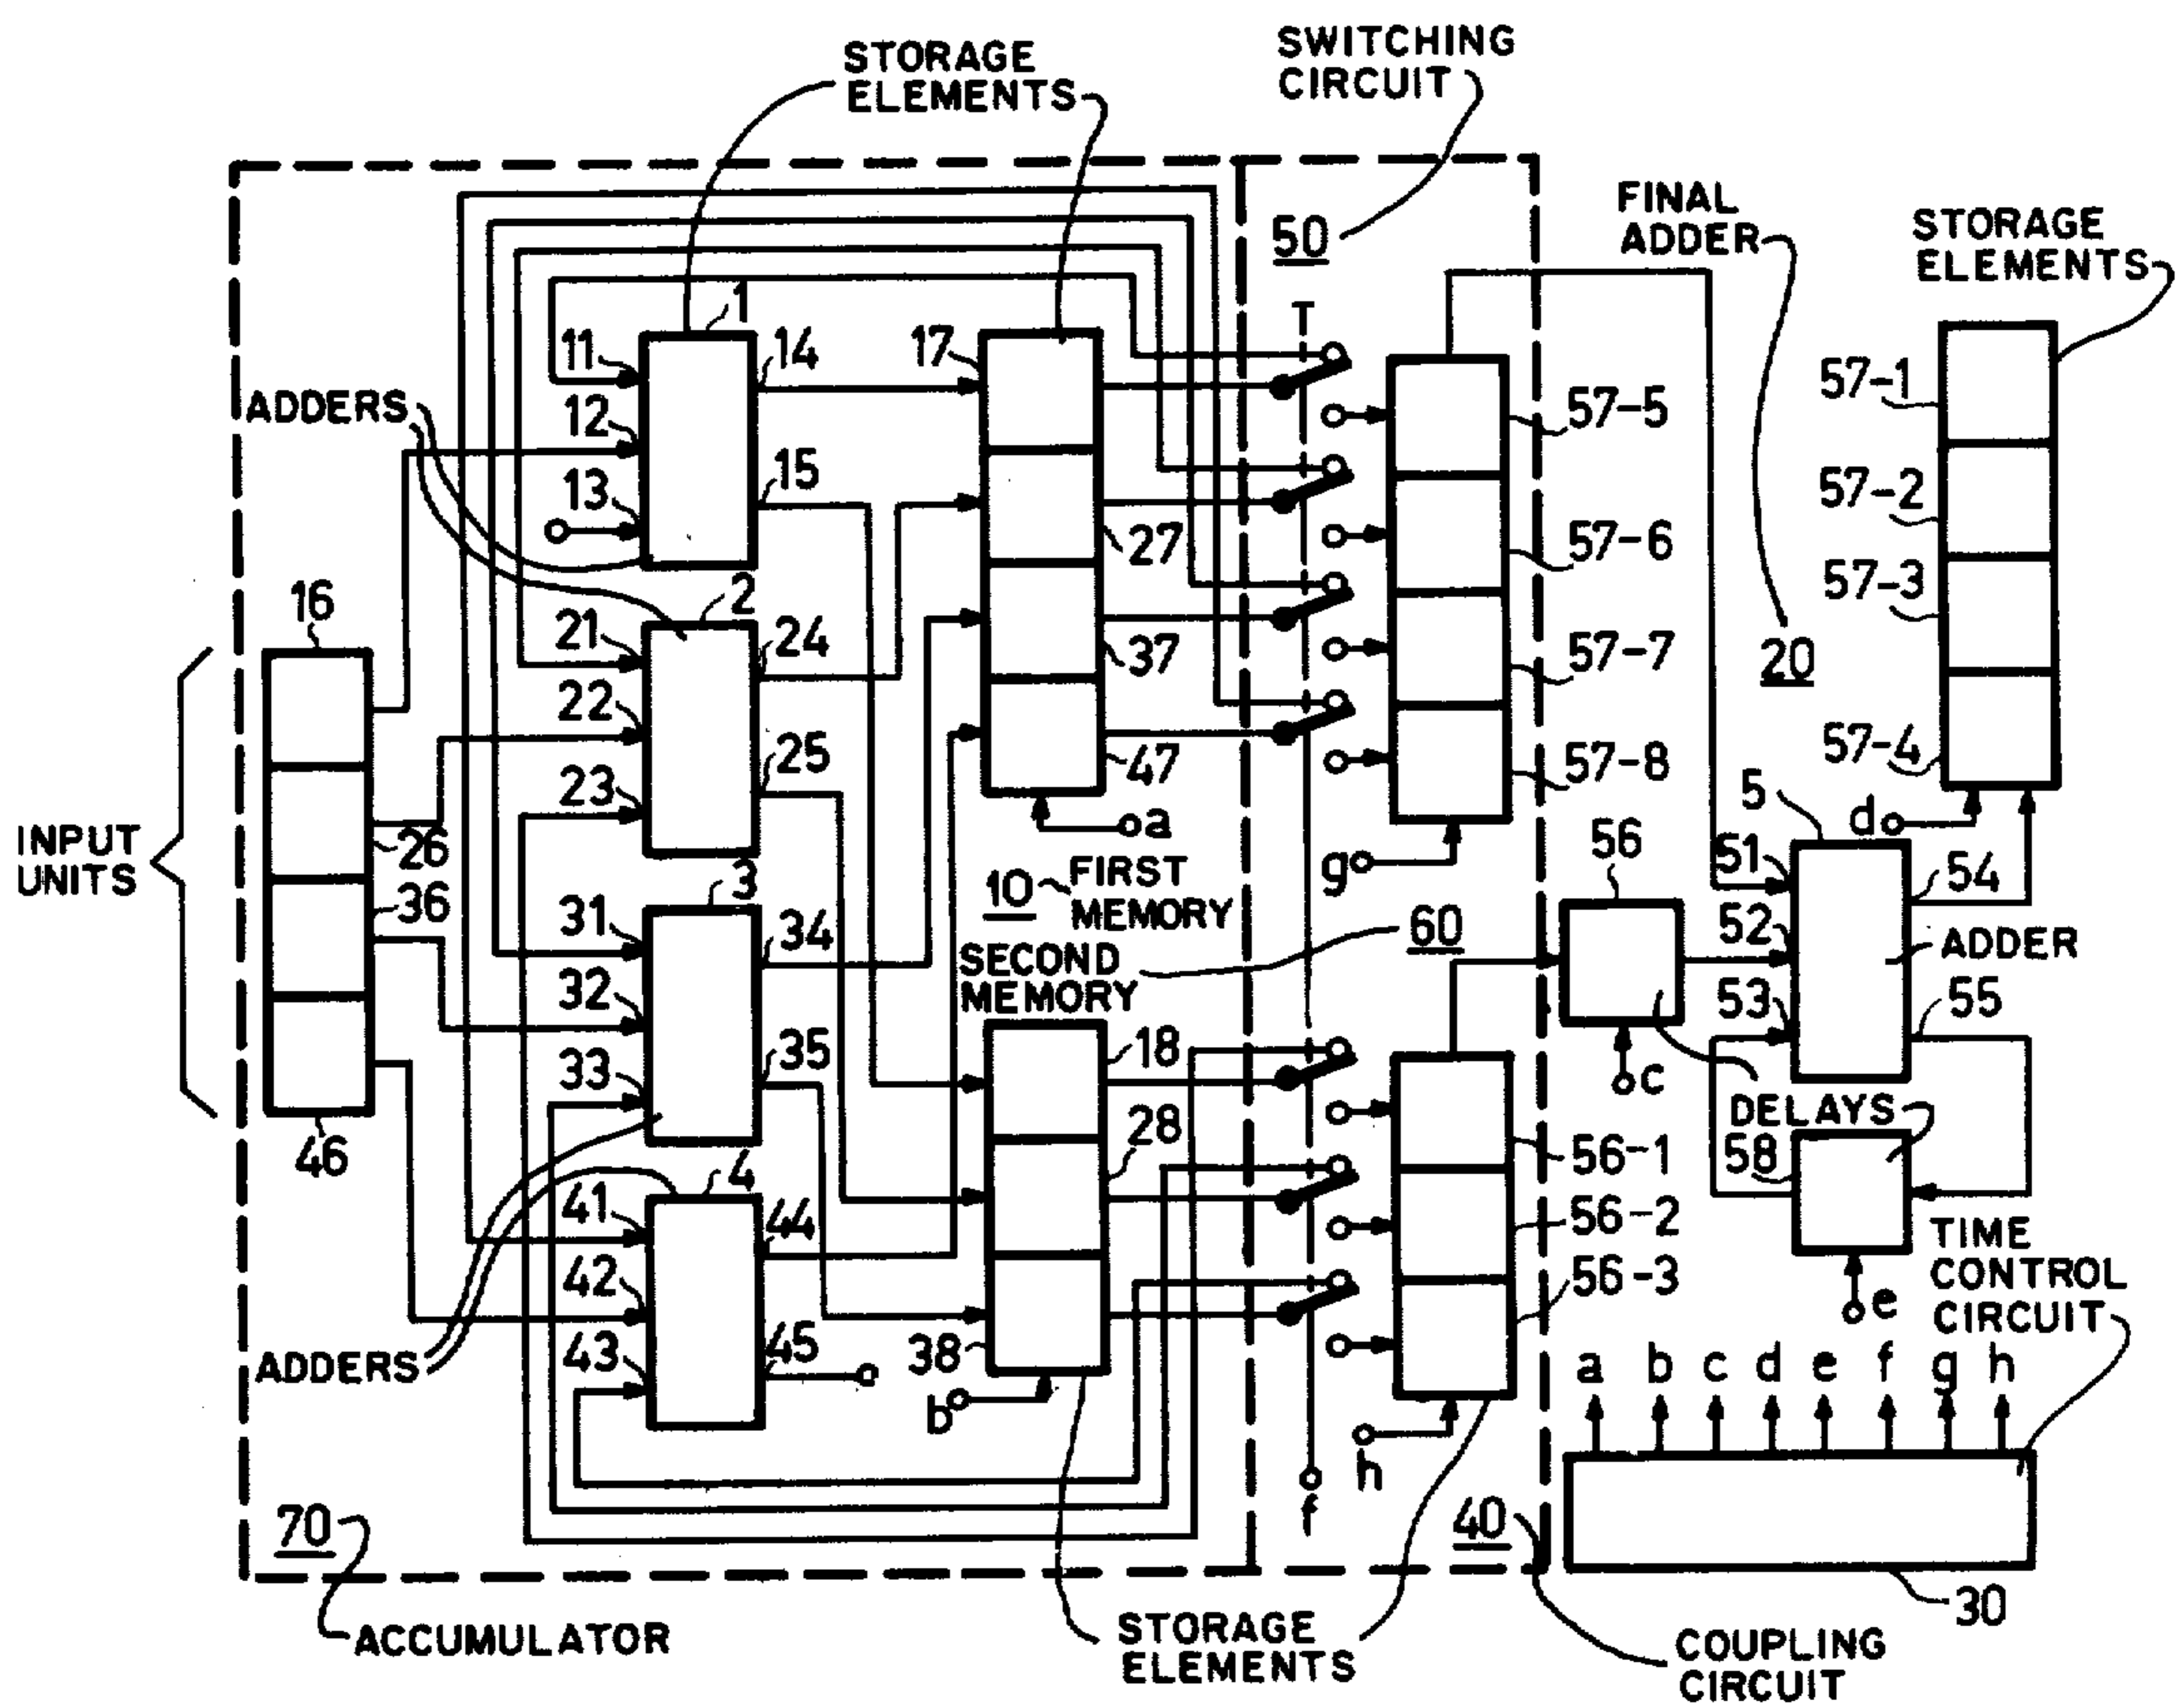 STORAGE
ELEMENTS
SWITCHING
CIRCUIT
50
FINAL
ADDER
STORAGE
ELEMENTS
1
11
14
17
57-1
ADDERS
12
57-5
57-2
13
15
27
57-6
57-3
16
2
21
24
37
57-7
20
22
57-8
57-4
25
47
23
a
5
d
INPUT
UNITS
26
56
51
54
g
36
3
10
FIRST
MEMORY
60
52
ADDER
31
34
SECOND
MEMORY
32
53
55
35
18
33
c
28
DELAYS
46
56-1
58
4
41
44
56-2
TIME
CONTROL
CIRCUIT
42
56-3
e
43
45
38
ADDERS
b
a b c d e f g h
h
f
70
40
30
ACCUMULATOR
STORAGE
ELEMENTS
COUPLING
CIRCUIT